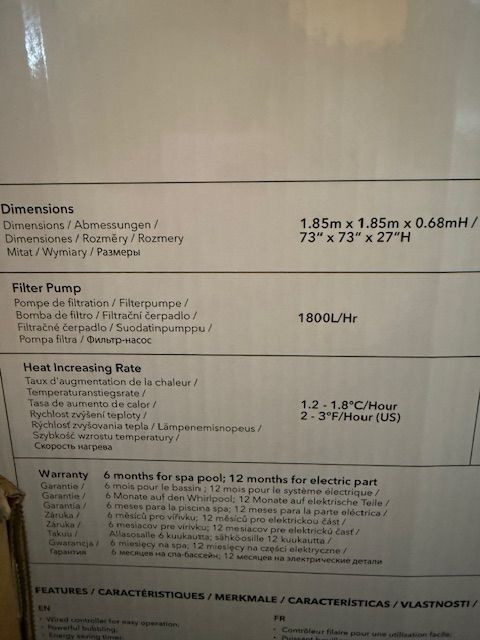 Dimensions
Dimensions / Abmessungen /
Dimensiones / Rozměry / Rozmery
Mitat / Wymiary / Размеры
1.85m x 1.85m x 0.68mH /
73" x 73" x 27"H
Filter Pump
Pompe de filtration / Filterpumpe /
Bomba de filtro / Filtrační čerpadlo /
Filtračné čerpadlo / Suodatinpumppu /
Pompa filtra / Фильтр-насос
1800L/Hr
Heat Increasing Rate
Taux d'augmentation de la chaleur /
Temperaturanstiegsrate /
Tasa de aumento de calor /
Rychlost zvýšení teploty /
Rýchlosť zvyšovania tepla / Lämpenemisnopeus /
Szybkość wzrostu temperatury /
Скорость нагрева
1.2 - 1.8°C/Hour
2 - 3°F/Hour (US)
Warranty 6 months for spa pool; 12 months for electric part
Garantie / 6 mois pour le bassin ; 12 mois pour le système électrique /
Garantie / 6 Monate auf den Whirlpool; 12 Monate auf elektrische Teile /
Garantía / 6 meses para la piscina spa; 12 meses para la parte eléctrica /
Záruka / 6 měsíců pro vířivku; 12 měsíců pro elektrickou část /
Záruka / 6 mesiacov pre vírivku; 12 mesiacov pre elektrickú časť /
Takuu / Allasosalle 6 kuukautta; sähköosille 12 kuukautta /
Gwarancja / 6 miesięcy na spa; 12 miesięcy na części elektryczne /
Гарантия 6 месяцев на спа-бассейн; 12 месяцев на электрические детали
FEATURES / CARACTÉRISTIQUES / MERKMALE / CARACTERÍSTICAS / VLASTNOSTI /
EN
• Wired controller for easy operation;
• Powerful bubbling;
• Energy saving timer
FR
• Contrôleur filaire pour une utilisation facile;